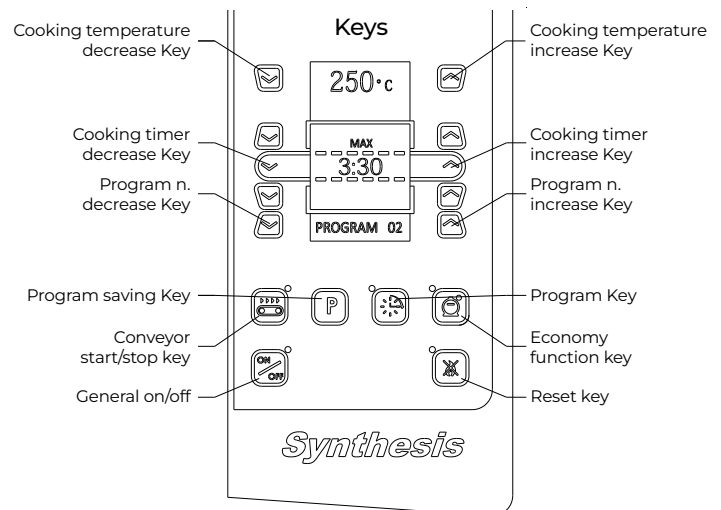 Keys
Cooking temperature
decrease Key
Cooking temperature
increase Key
250°C
Cooking timer
decrease Key
MAX
3:30
Cooking timer
increase Key
Program n.
decrease Key
Program n.
increase Key
PROGRAM 02
Program saving Key
P
Program Key
Conveyor
start/stop key
Economy
function key
General on/off
ON
OFF
Reset key
Synthesis